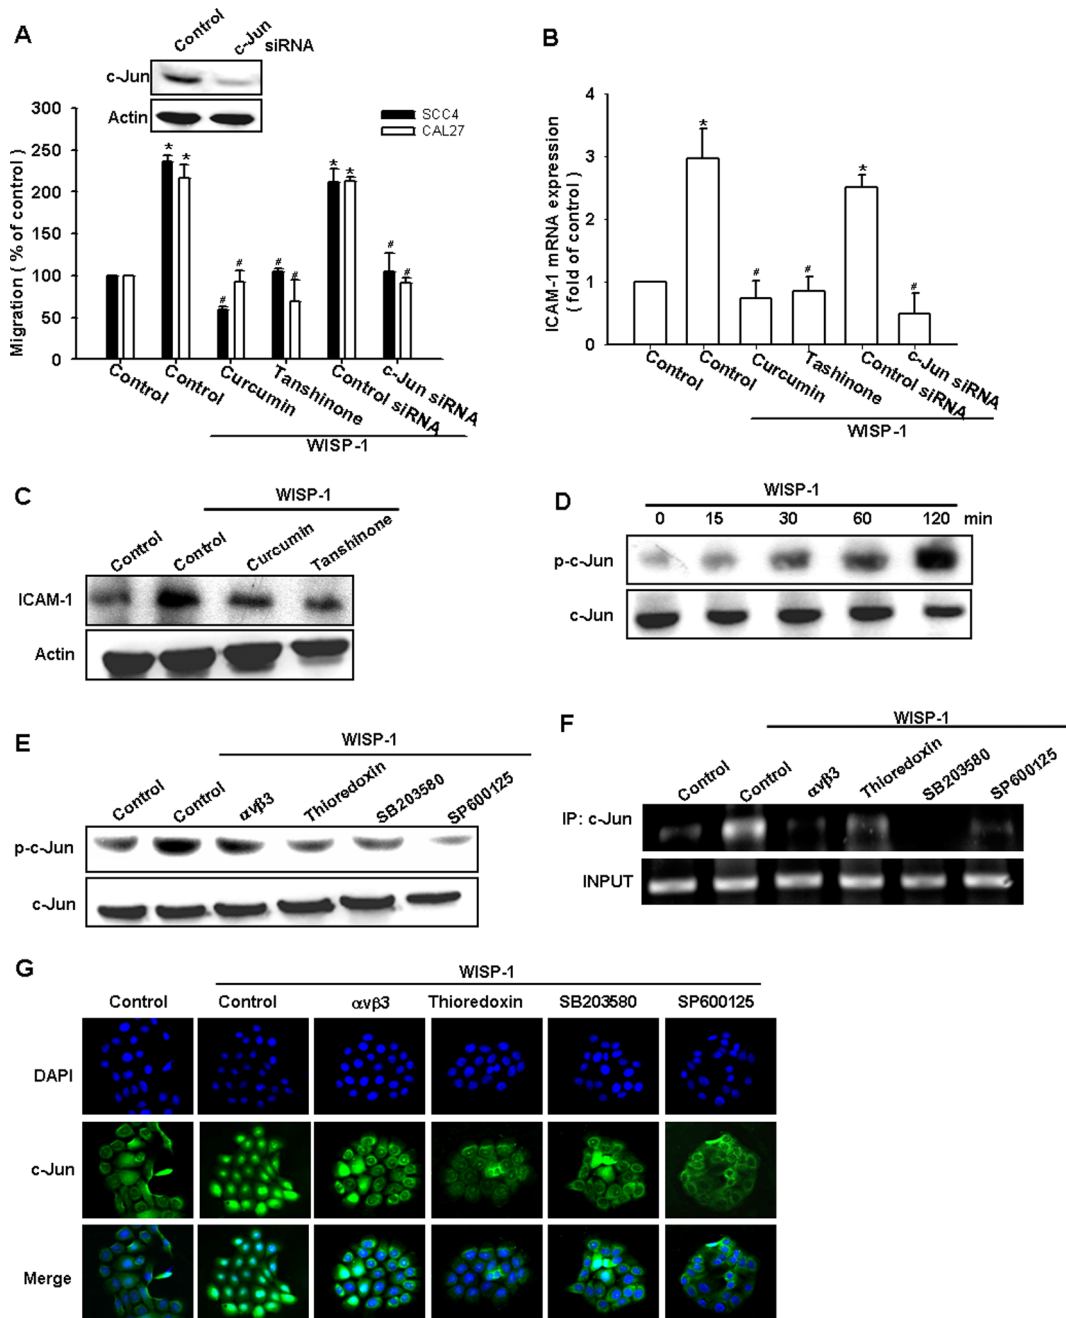 A
Control
c-Jun
siRNA
c-Jun
Actin
SCC4
CAL27
Migration ( % of control )
300
250
200
150
100
50
0
* * # # # # * * # #
Control
Control
Curcumin
Tanshinone
Control siRNA
c-Jun siRNA
WISP-1
B
ICAM-1 mRNA expression
( fold of control )
4
3
2
1
0
* # # * #
Control
Control
Curcumin
Tashinone
Control siRNA
c-Jun siRNA
WISP-1
C
WISP-1
Control
Control
Curcumin
Tanshinone
ICAM-1
Actin
D
WISP-1
0 15 30 60 120 min
p-c-Jun
c-Jun
E
WISP-1
Control
Control
αvβ3
Thioredoxin
SB203580
SP600125
p-c-Jun
c-Jun
F
WISP-1
Control
Control
αvβ3
Thioredoxin
SB203580
SP600125
IP: c-Jun
INPUT
G
WISP-1
Control Control αvβ3 Thioredoxin SB203580 SP600125
DAPI
c-Jun
Merge